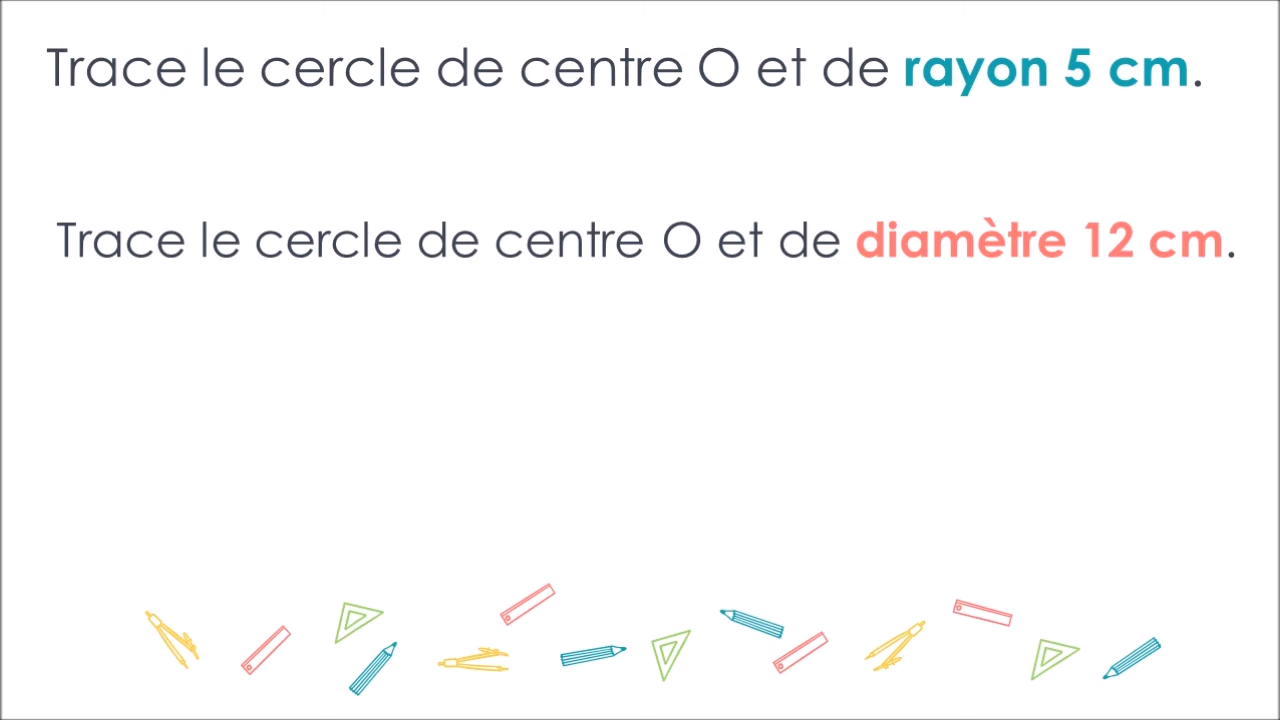 Trace le cercle de centre O et de rayon 5 cm.
Trace le cercle de centre O et de diamètre 12 cm.